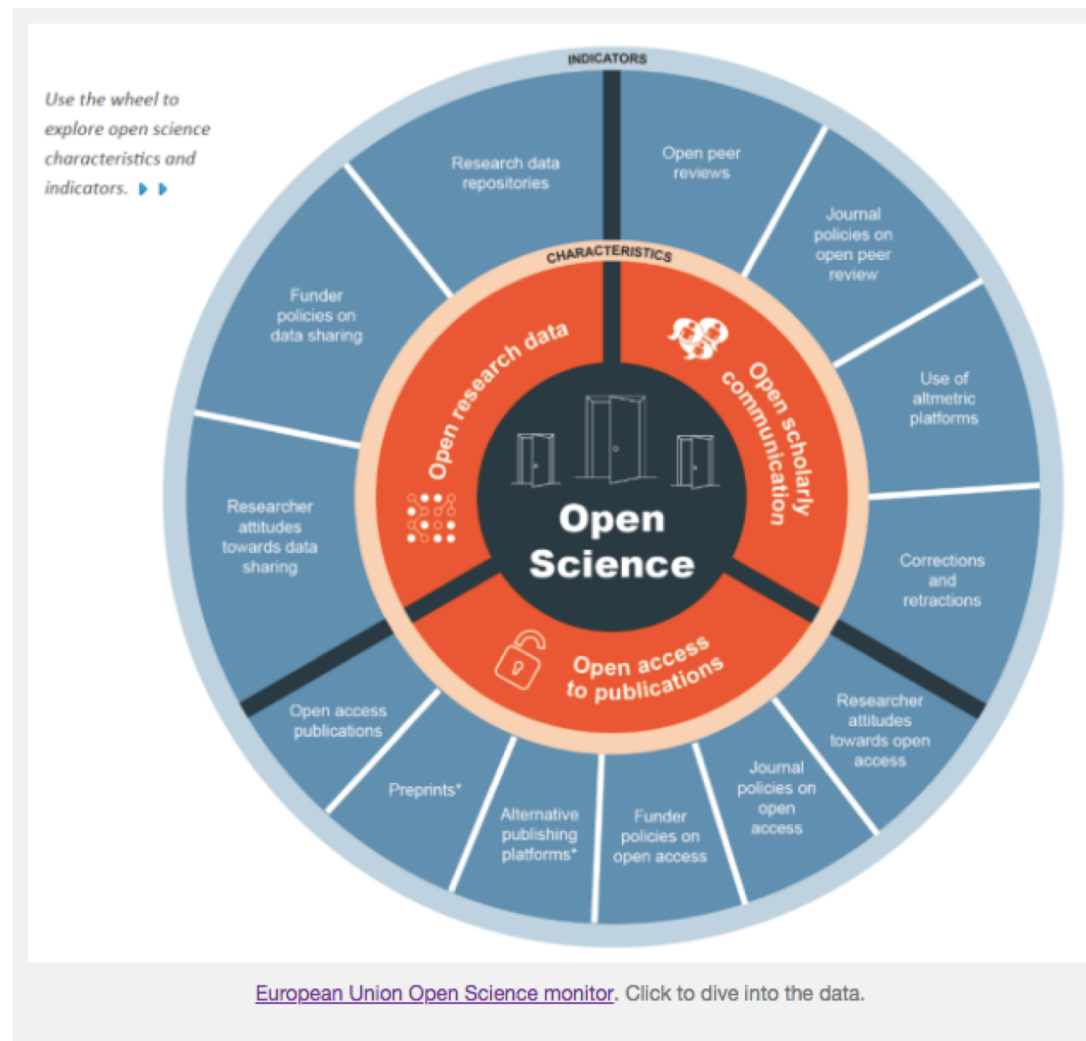 Use the wheel to
explore open science
characteristics and
indicators.
INDICATORS
Research data
repositories
Open peer
reviews
Journal
policies on
open peer
review
Funder
policies on
data sharing
CHARACTERISTICS
Open research data
Open scholarly
communication
Use of
altmetric
platforms
Researcher
attitudes
towards data
sharing
Open
Science
Corrections
and
retractions
Open access
to publications
Open access
publications
Preprints*
Alternative
publishing
platforms*
Funder
policies on
open access
Journal
policies on
open
access
Researcher
attitudes
towards open
access
European Union Open Science monitor. Click to dive into the data.